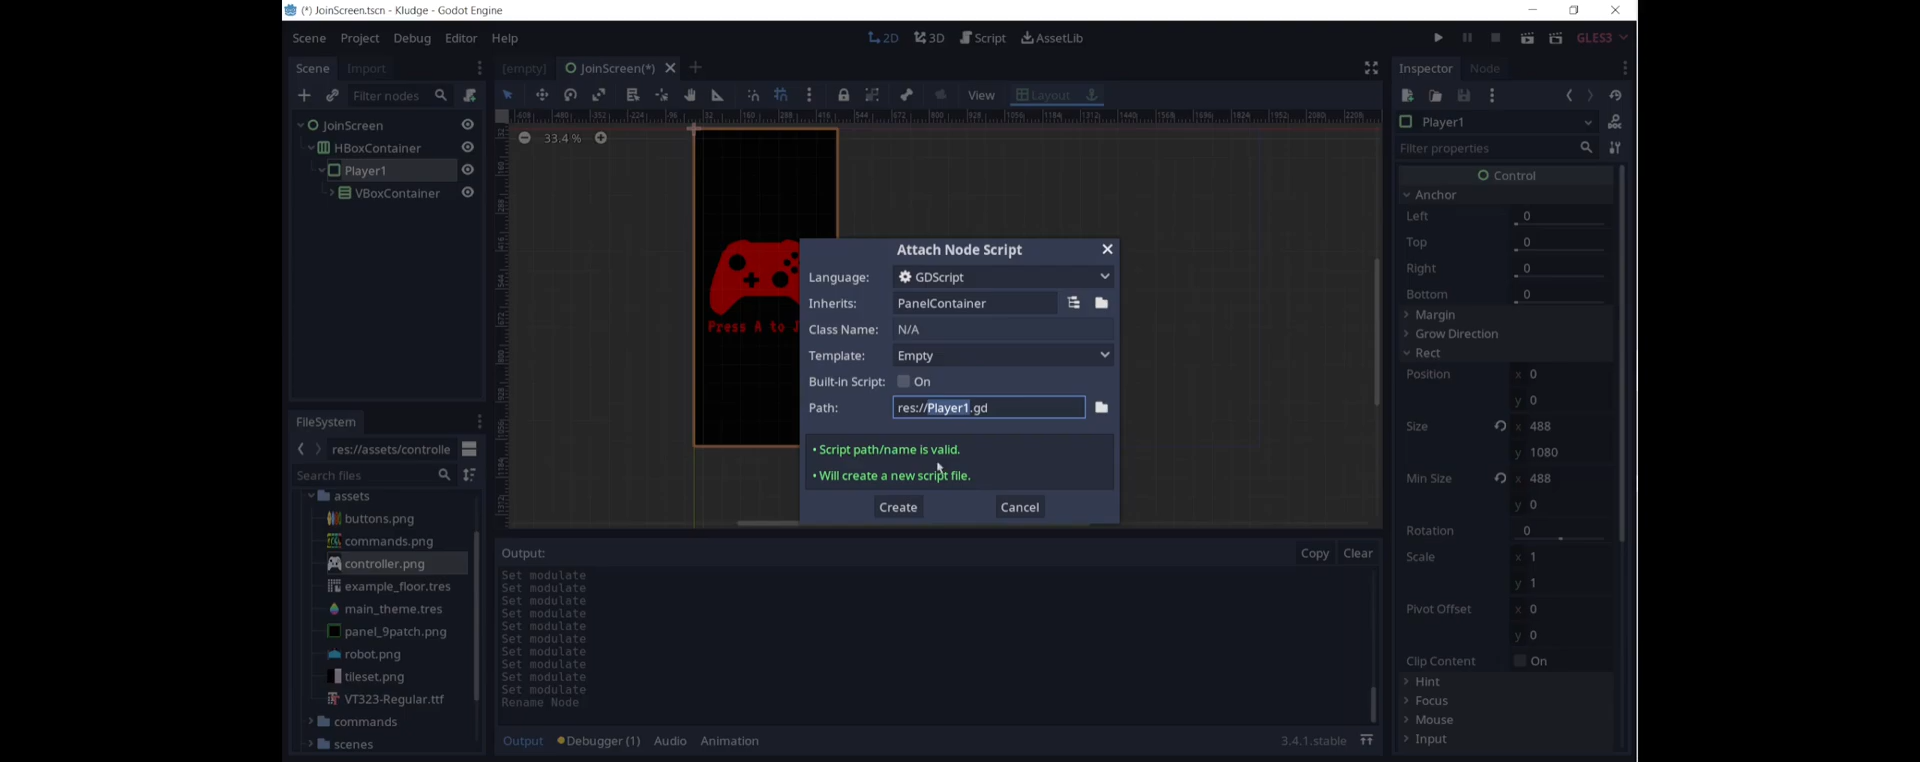 (*) JoinScreen.tscn - Kludge - Godot Engine
Scene Project Debug Editor Help
2D 3D Script AssetLib
GLES3
Scene Import
[empty] JoinScreen(*)
Inspector Node
Filter nodes
View Layout
33.4 %
JoinScreen
HBoxContainer
Player1
VBoxContainer
Press A to J
Attach Node Script
Language: GDScript
Inherits: PanelContainer
Class Name: N/A
Template: Empty
Built-in Script: On
Path: res://Player1.gd
• Script path/name is valid.
• Will create a new script file.
Create Cancel
FileSystem
res://assets/controlle
Search files
assets
buttons.png
commands.png
controller.png
example_floor.tres
main_theme.tres
panel_9patch.png
robot.png
tileset.png
VT323-Regular.ttf
commands
scenes
Output:
Copy Clear
Set modulate
Set modulate
Set modulate
Set modulate
Set modulate
Set modulate
Set modulate
Set modulate
Set modulate
Set modulate
Rename Node
Output Debugger (1) Audio Animation
3.4.1.stable
Player1
Filter properties
Control
Anchor
Left 0
Top 0
Right 0
Bottom 0
Margin
Grow Direction
Rect
Position x 0
y 0
Size x 488
y 1080
Min Size x 488
y 0
Rotation 0
Scale x 1
y 1
Pivot Offset x 0
y 0
Clip Content On
Hint
Focus
Mouse
Input